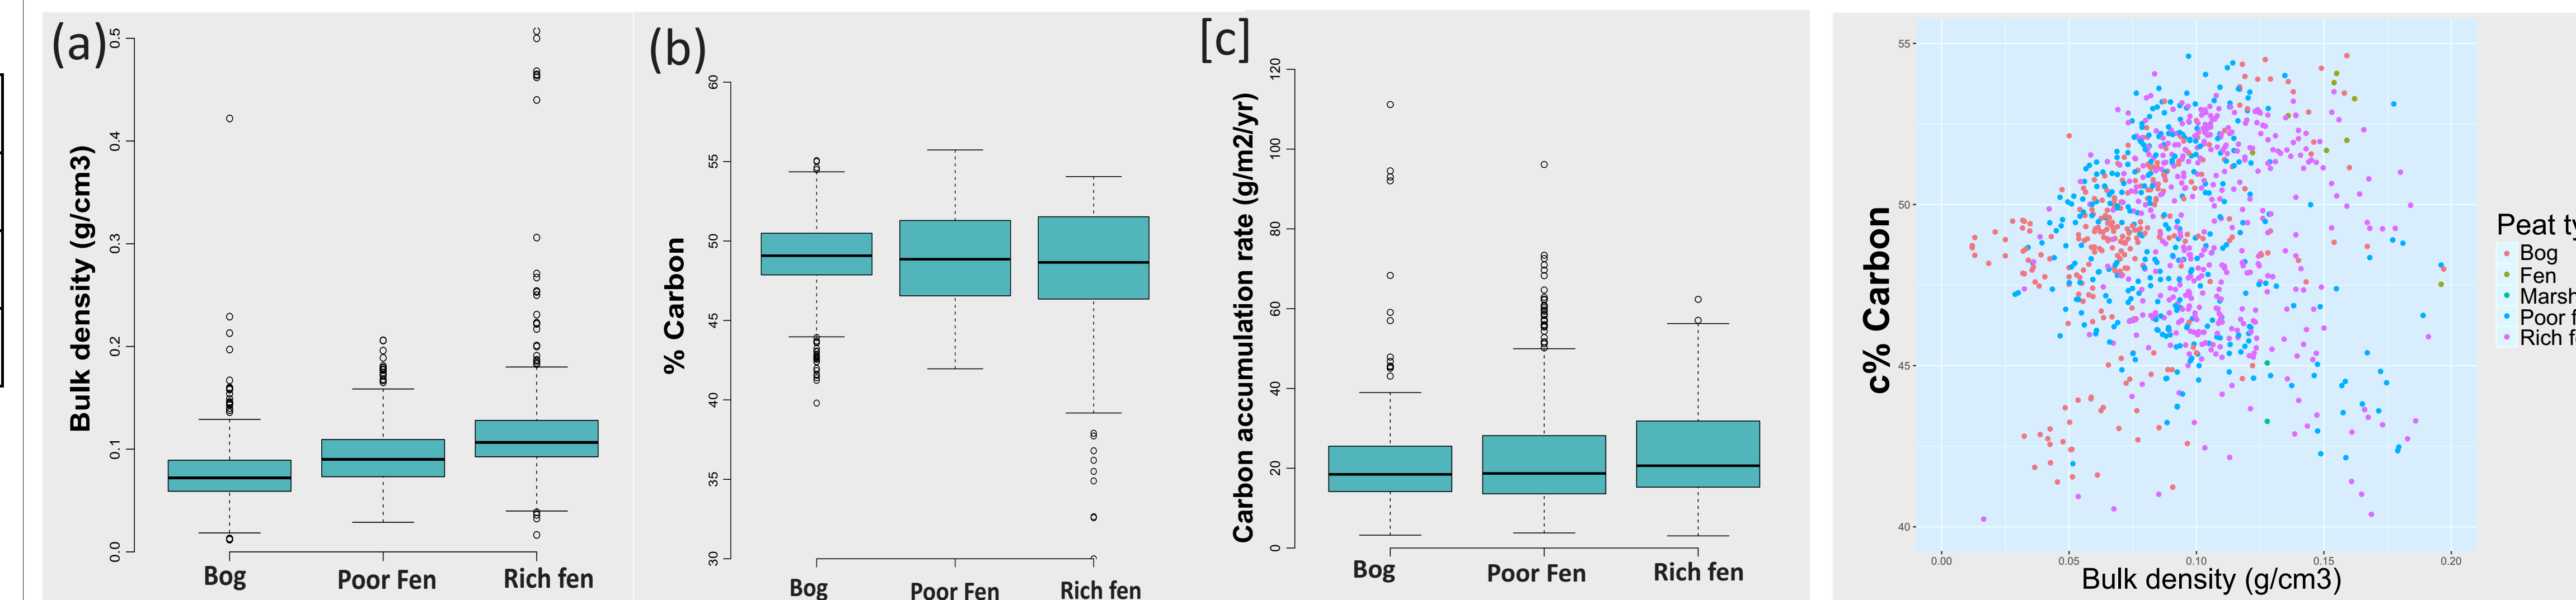 (a)
Bulk density (g/cm3)
0.5
0.4
0.3
0.2
0.1
0.0
Bog Poor Fen Rich fen
(b)
% Carbon
60
55
50
45
40
35
30
Bog Poor Fen Rich fen
[c]
Carbon accumulation rate (g/m2/yr)
120
100
80
60
40
20
0
Bog Poor Fen Rich fen
c% Carbon
55
50
45
40
0.00 0.05 0.10 0.15 0.20
Bulk density (g/cm3)
Peat ty
Bog
Fen
Marsh
Poor f
Rich f